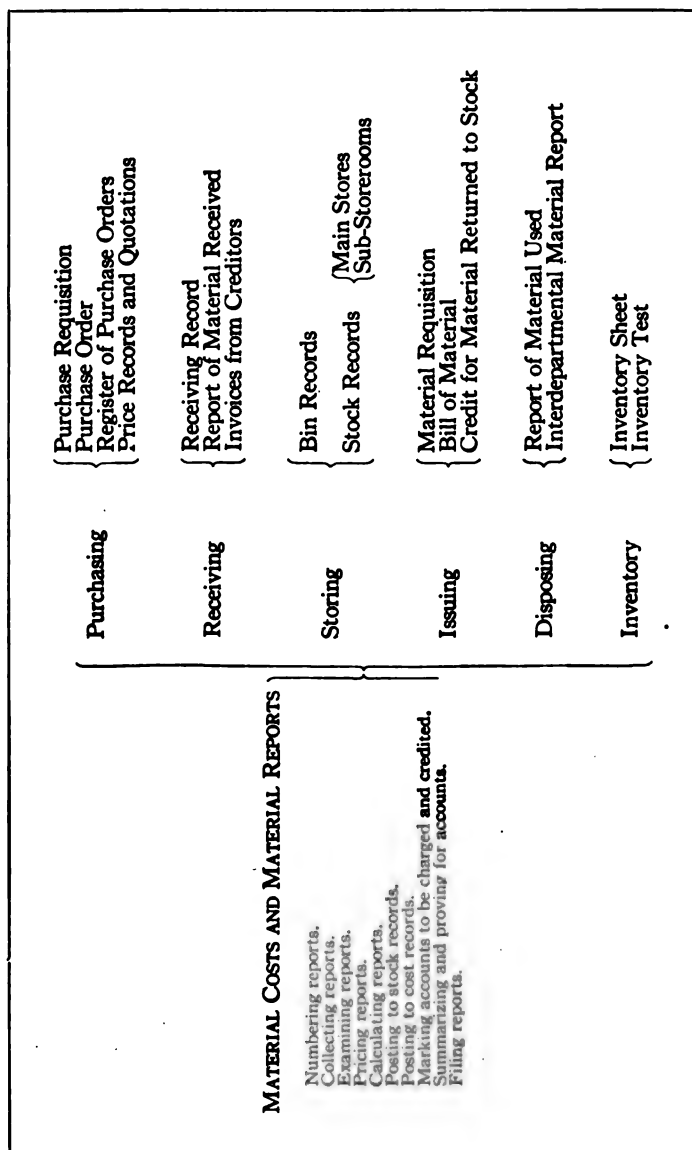 MATERIAL COSTS AND MATERIAL REPORTS
Numbering reports.
Collecting reports.
Examining reports.
Pricing reports.
Calculating reports.
Posting to stock records.
Posting to cost records.
Marking accounts to be charged and credited.
Summarizing and proving for accounts.
Filing reports.
Purchasing
Purchase Requisition
Purchase Order
Register of Purchase Orders
Price Records and Quotations
Receiving
Receiving Record
Report of Material Received
Invoices from Creditors
Storing
Bin Records
Stock Records
Main Stores
Sub-Storerooms
Issuing
Material Requisition
Bill of Material
Credit for Material Returned to Stock
Disposing
Report of Material Used
Interdepartmental Material Report
Inventory
Inventory Sheet
Inventory Test